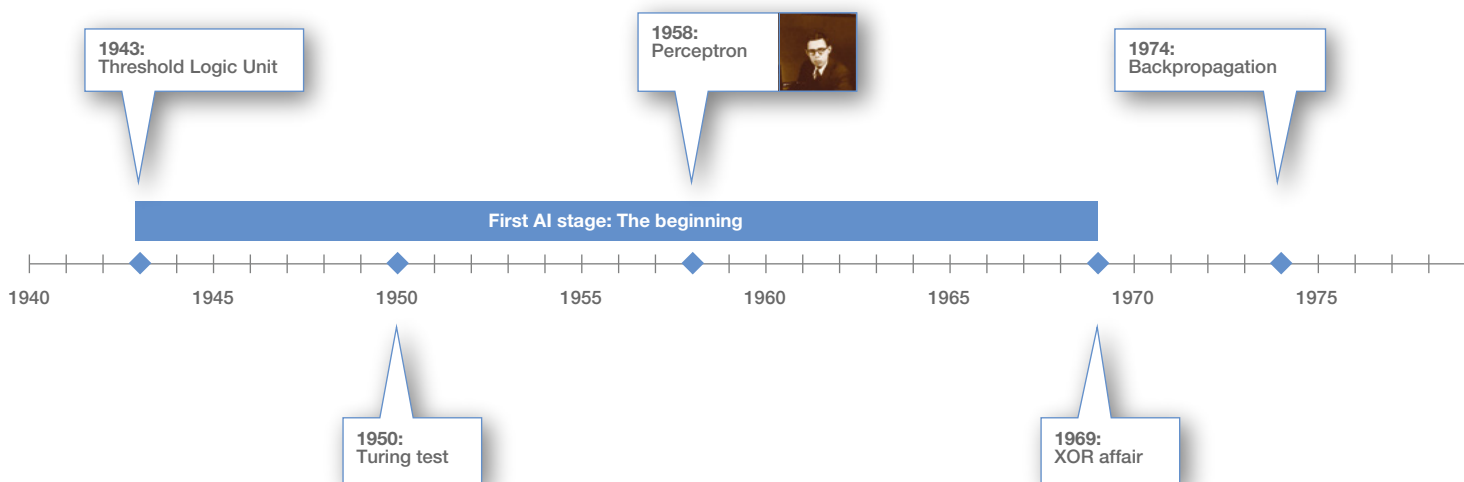 1943:
Threshold Logic Unit
1958:
Perceptron
1974:
Backpropagation
First AI stage: The beginning
1940 1945 1950 1955 1960 1965 1970 1975
1950:
Turing test
1969:
XOR affair